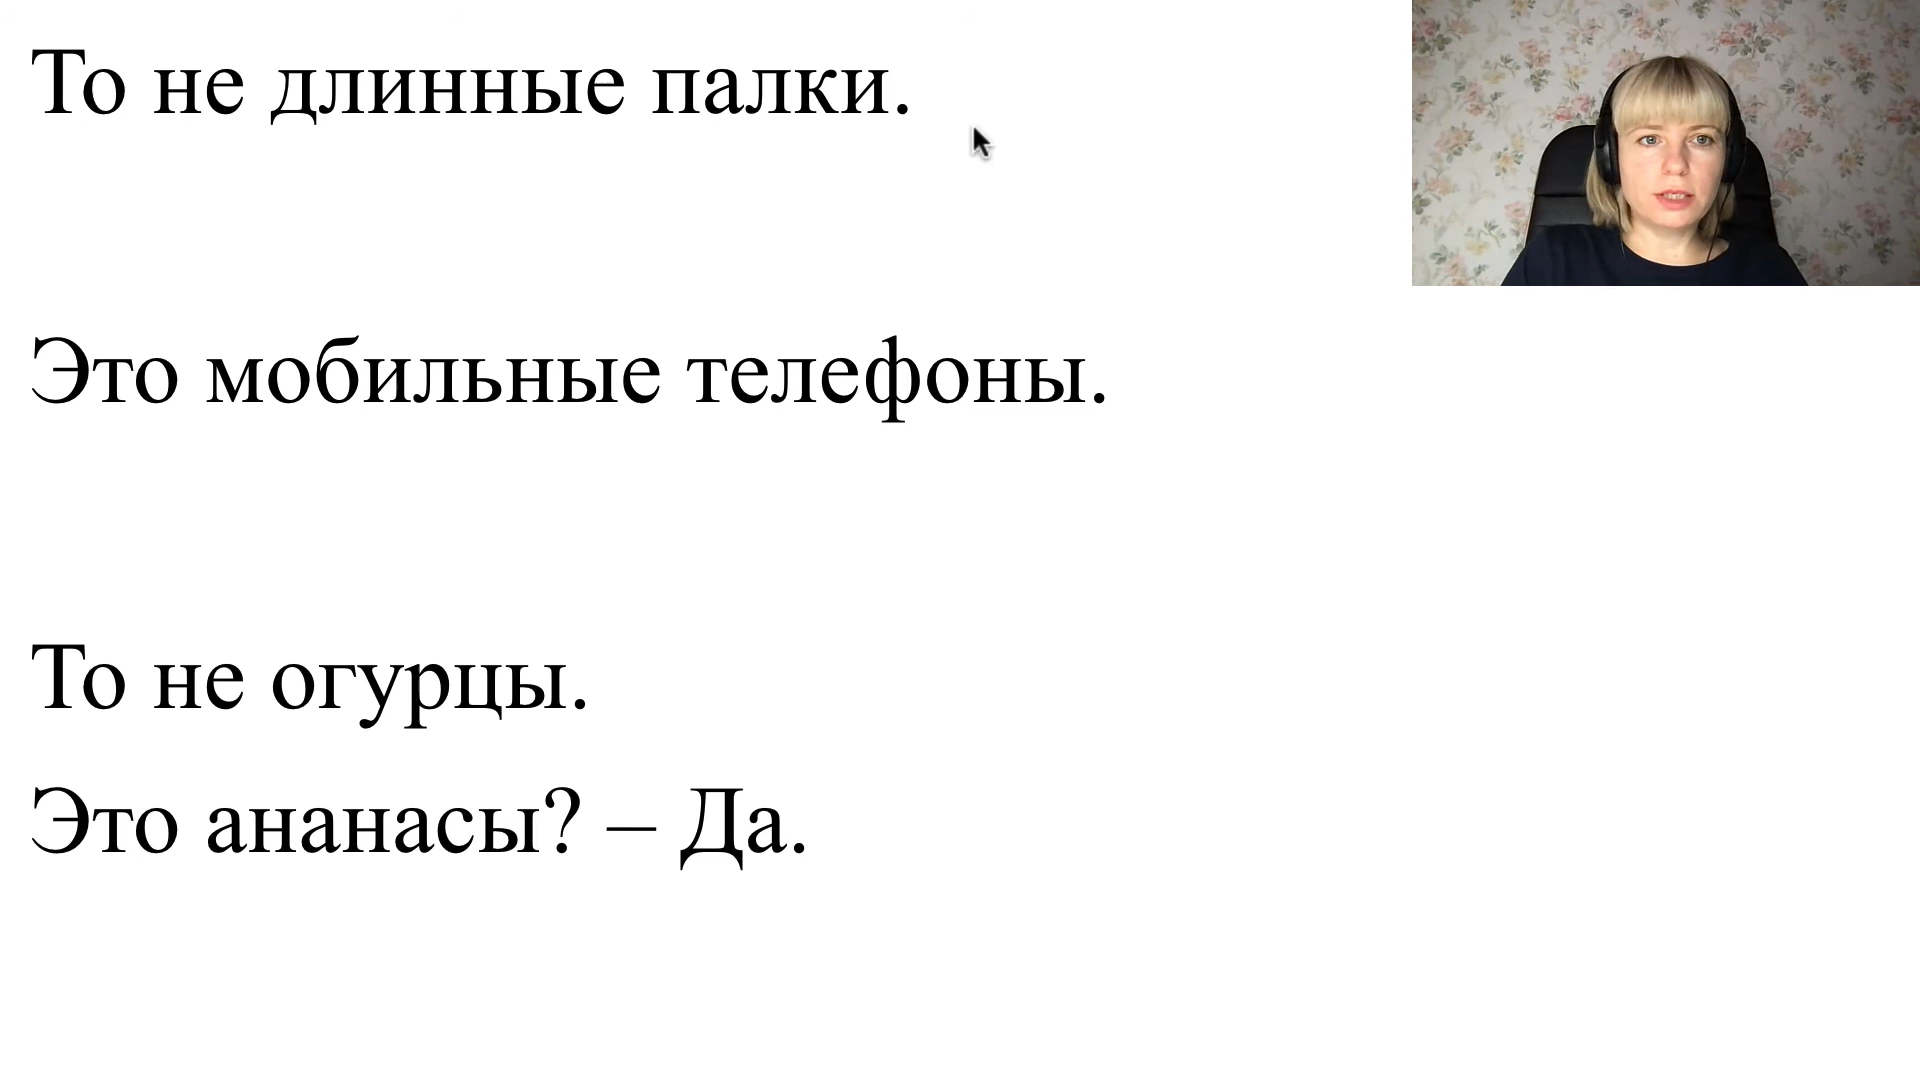 То не длинные палки.
Это мобильные телефоны.
То не огурцы.
Это ананасы? – Да.